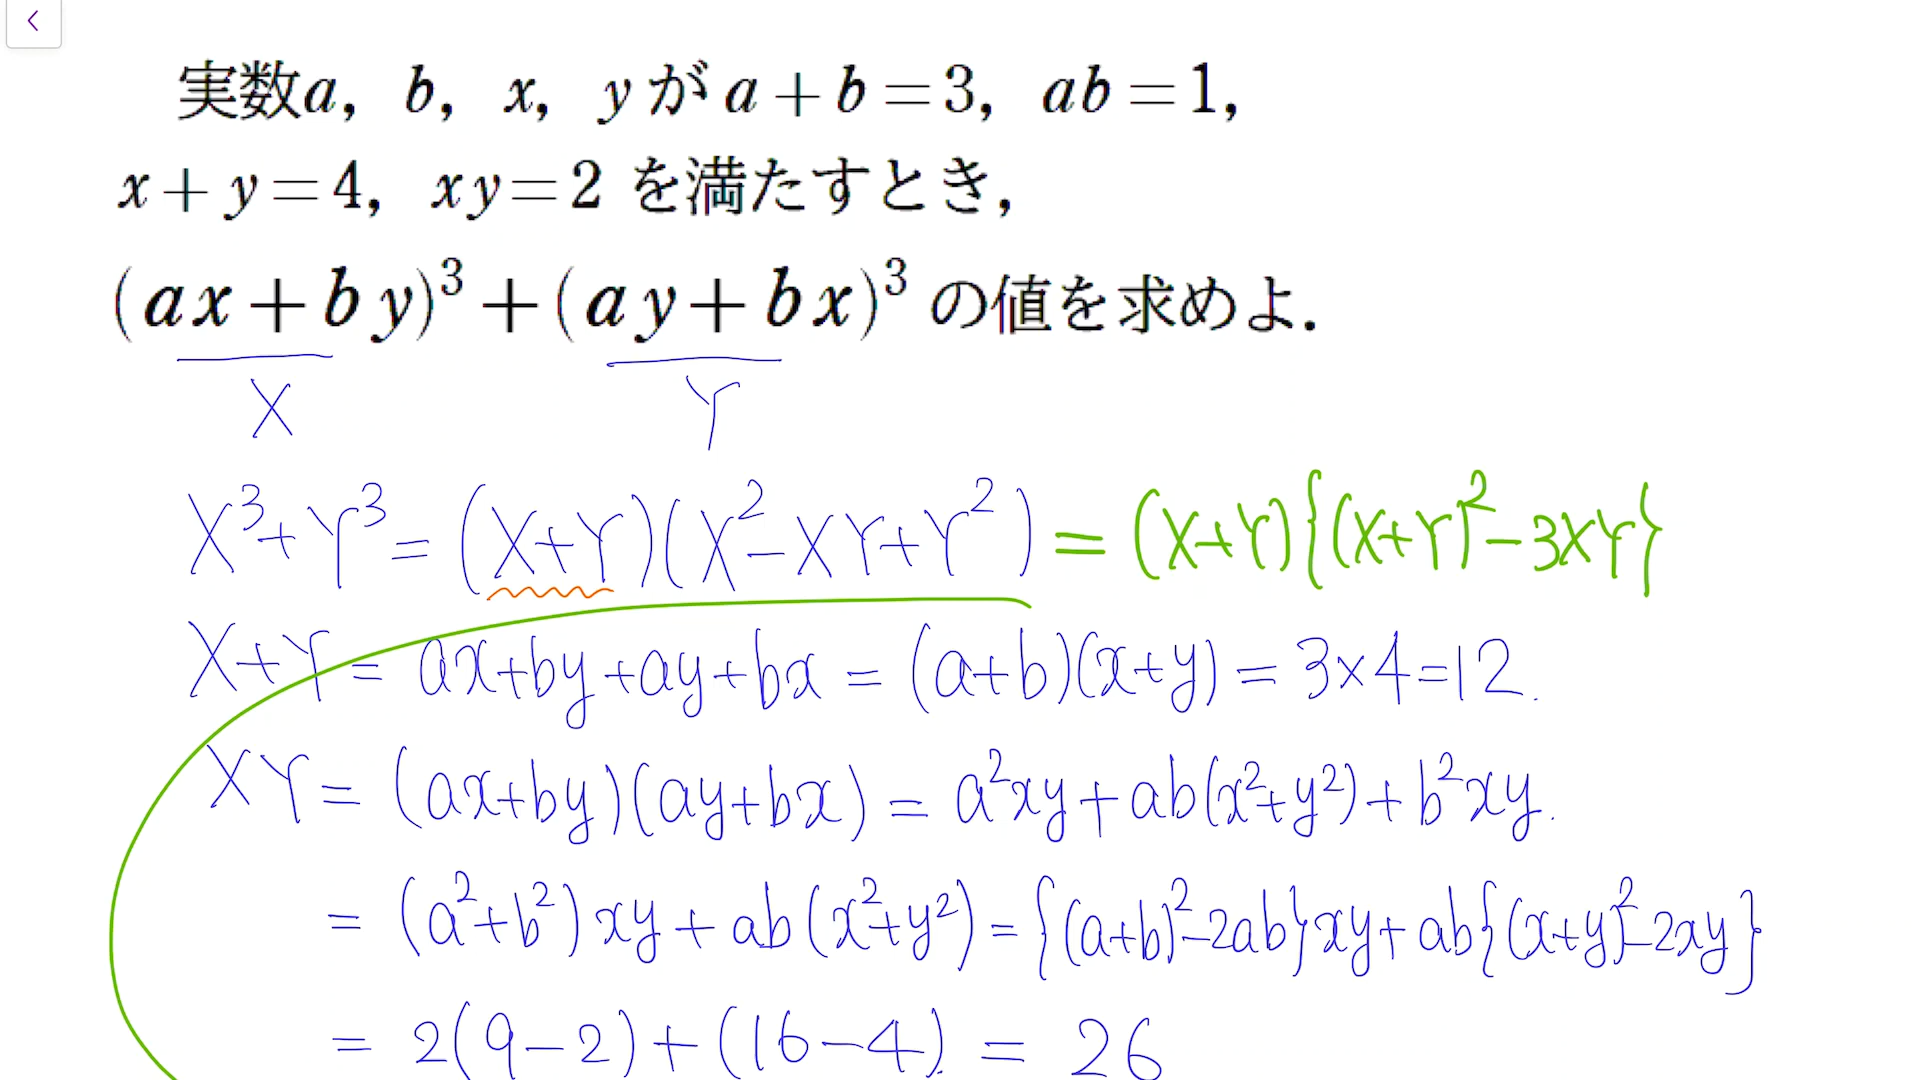 実数a, b, x, yがa+b=3, ab=1,
x+y=4, xy=2 を満たすとき,
(ax+by)³+(ay+bx)³ の値を求めよ.
X Y
X³+Y³=(X+Y)(X²-XY+Y²)=(X+Y){(X+Y)²-3XY}
X+Y=ax+by+ay+bx=(a+b)(x+y)=3×4=12.
XY=(ax+by)(ay+bx)=a²xy+ab(x²+y²)+b²xy.
=(a²+b²)xy+ab(x²+y²)={(a+b)²-2ab}xy+ab{(x+y)²-2xy}
=2(9-2)+(16-4)=26